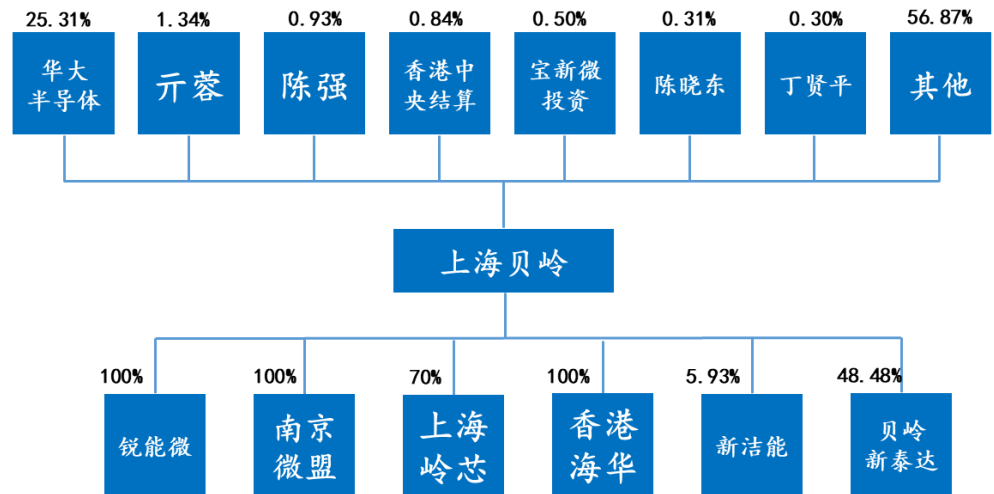 25.31% 1.34% 0.93% 0.84% 0.50% 0.31% 0.30% 56.87%
华大
半导体
亓蓉
陈强
香港中
央结算
宝新微
投资
陈晓东
丁贤平
其他
上海贝岭
100% 100% 70% 100% 5.93% 48.48%
锐能微
南京
微盟
上海
岭芯
香港
海华
新洁能
贝岭
新泰达